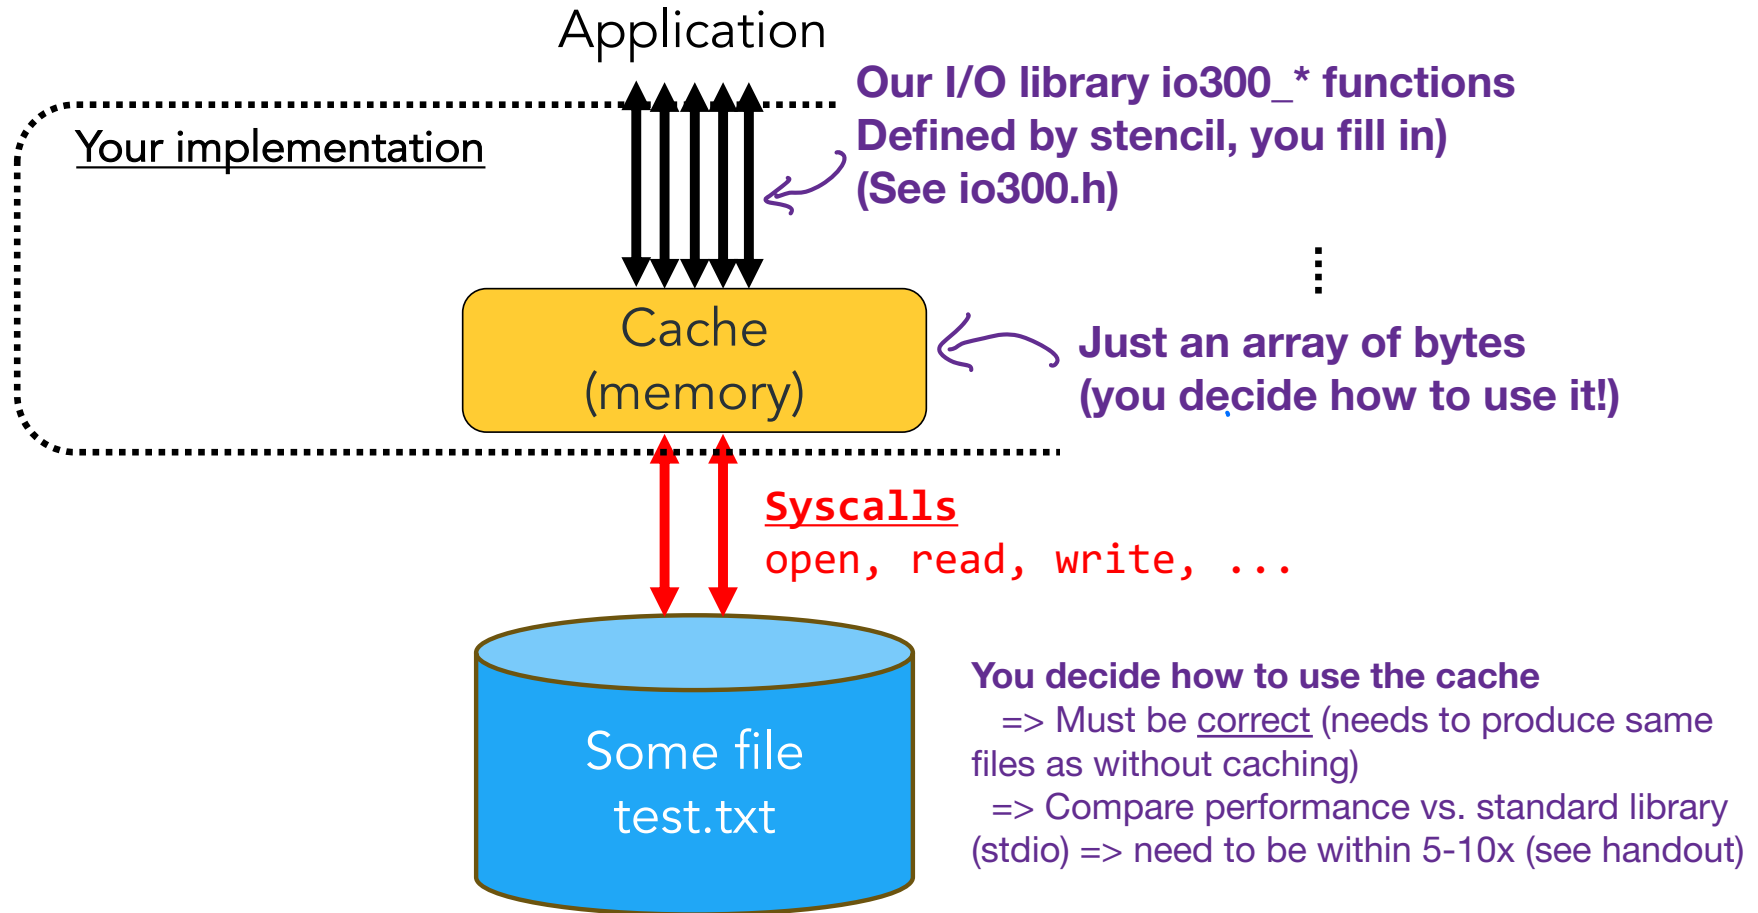 Application
Our I/O library io300_* functions
Defined by stencil, you fill in)
(See io300.h)
Your implementation
Cache
(memory)
Just an array of bytes
(you decide how to use it!)
Syscalls
open, read, write, ...
Some file
test.txt
You decide how to use the cache
=> Must be correct (needs to produce same
files as without caching)
=> Compare performance vs. standard library
(stdio) => need to be within 5-10x (see handout)